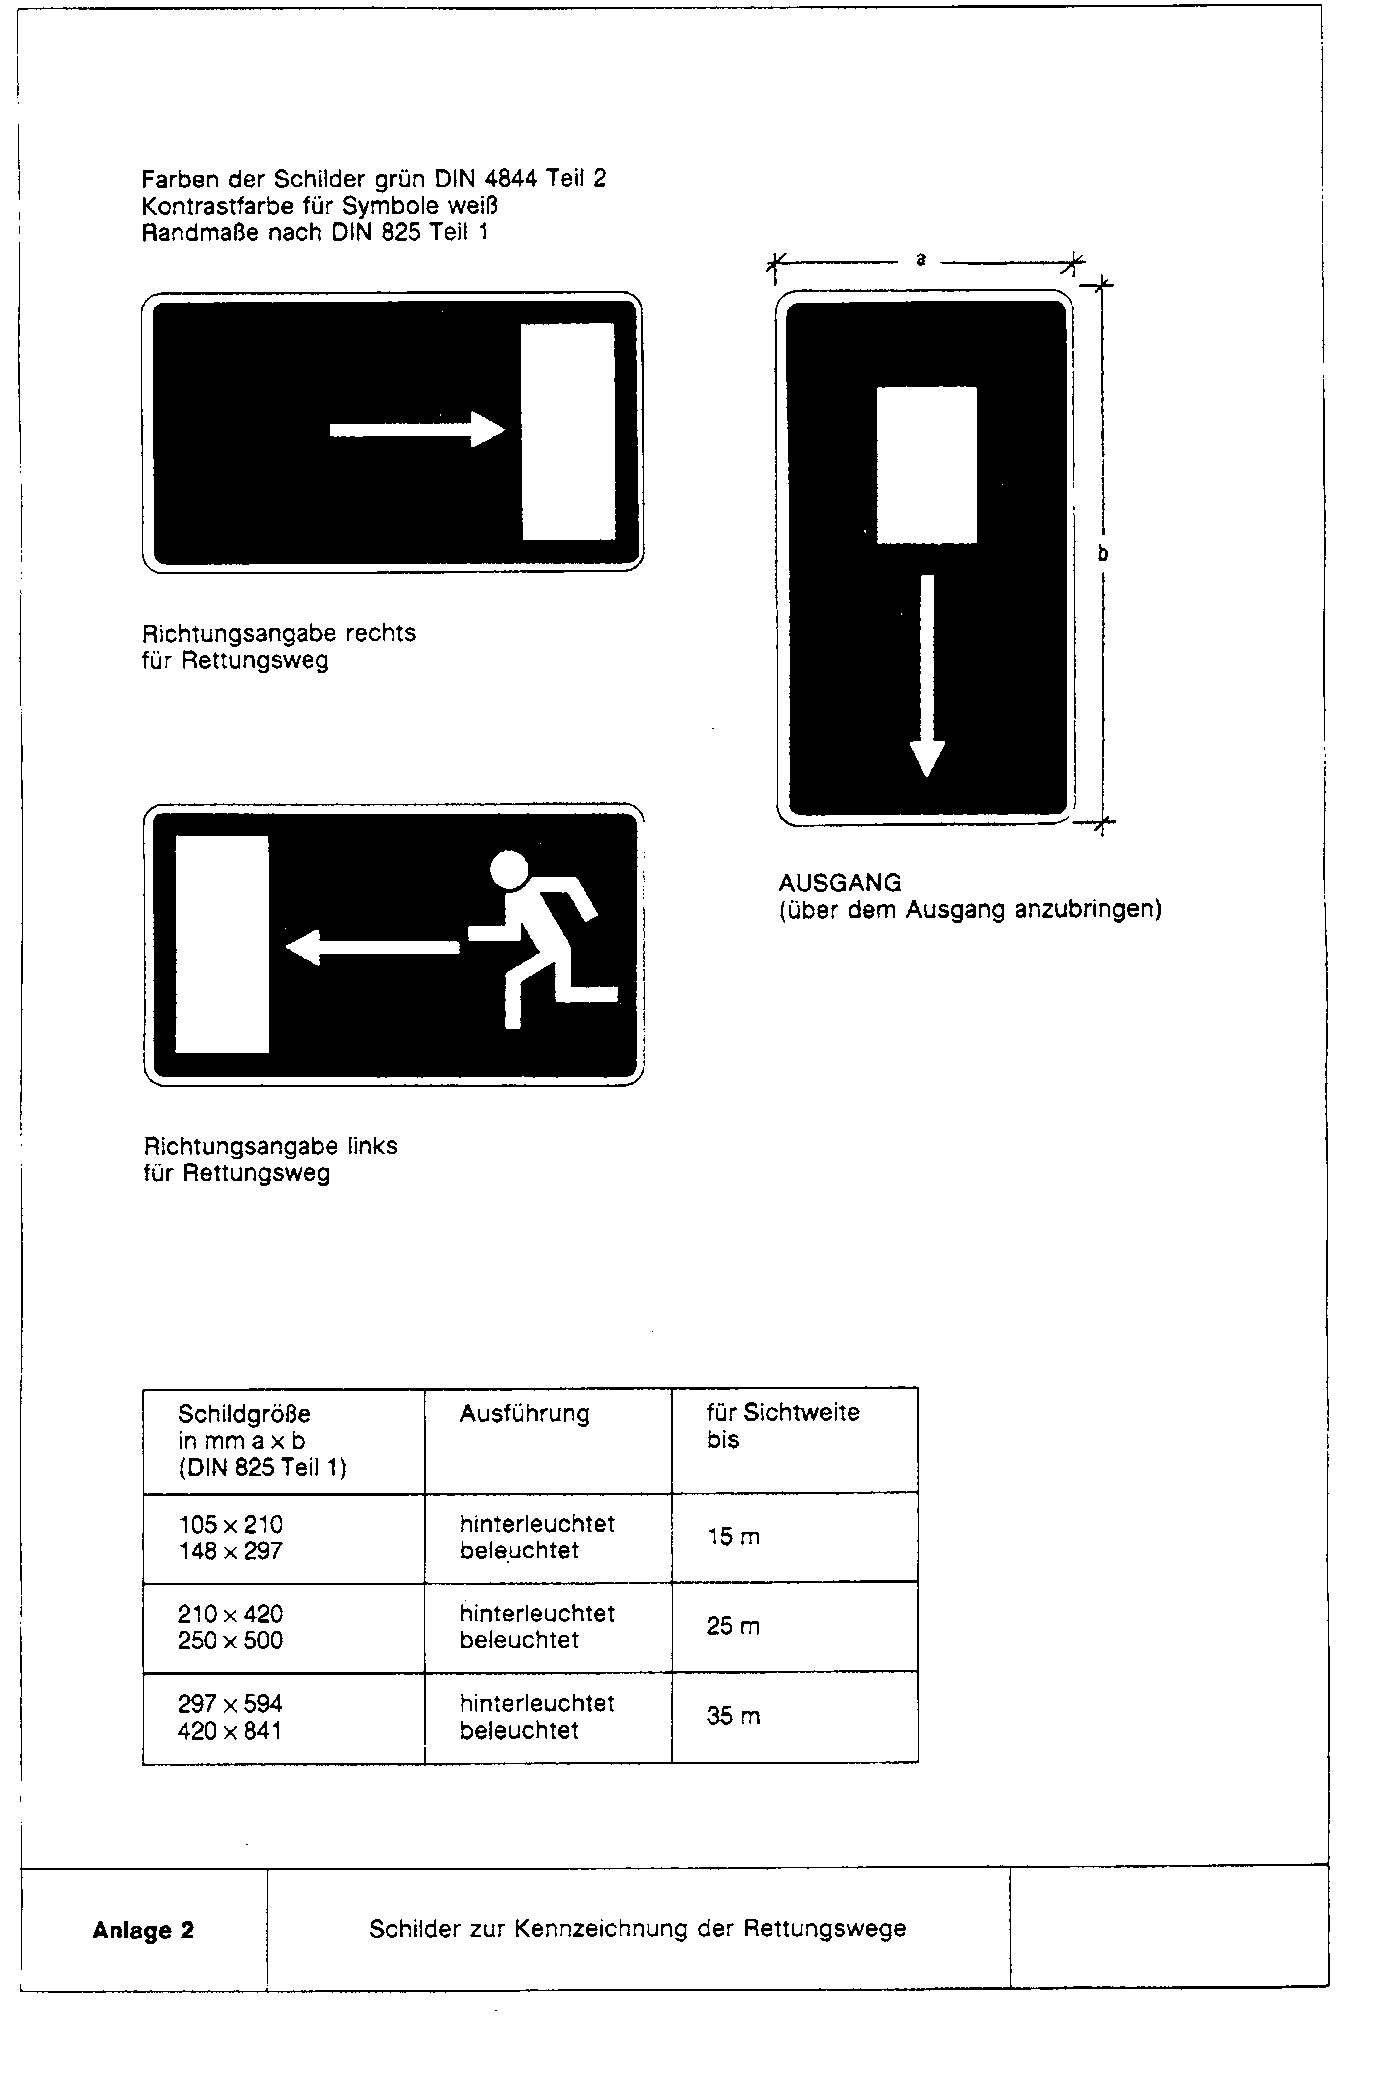 Farben der Schilder grün DIN 4844 Teil 2
Kontrastfarbe für Symbole weiß
Randmaße nach DIN 825 Teil 1
a
b
Richtungsangabe rechts
für Rettungsweg
AUSGANG
(über dem Ausgang anzubringen)
Richtungsangabe links
für Rettungsweg
Schildgröße Ausführung für Sichtweite
in mm a x b bis
(DIN 825 Teil 1)
105 x 210 hinterleuchtet
15 m
148 x 297 beleuchtet
210 x 420 hinterleuchtet
25 m
250 x 500 beleuchtet
297 x 594 hinterleuchtet
35 m
420 x 841 beleuchtet
Anlage 2 Schilder zur Kennzeichnung der Rettungswege